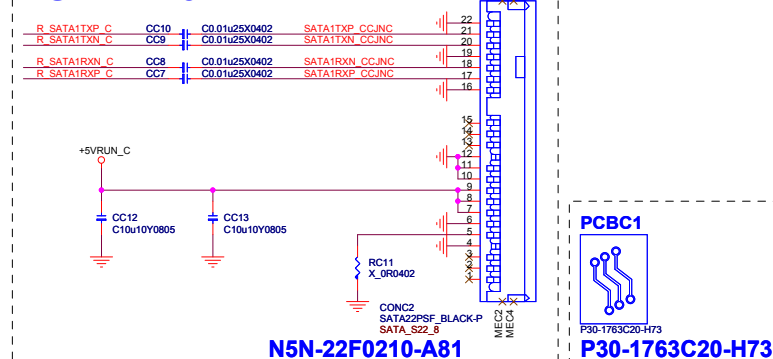 22
R_SATA1TXP_C CC10 C0.01u25X0402 SATA1TXP_CCJNC 21
R_SATA1TXN_C CC9 C0.01u25X0402 SATA1TXN_CCJNC 20
19
R_SATA1RXN_C CC8 C0.01u25X0402 SATA1RXN_CCJNC 18
R_SATA1RXP_C CC7 C0.01u25X0402 SATA1RXP_CCJNC 17
16
15
14
13
+5VRUN_C
12
11
10
9
8
7
6
5
4
3
2
1
CC12
C10u10Y0805
CC13
C10u10Y0805
RC11
X_0R0402
CONC2
SATA22PSF_BLACK-P
SATA_S22_8
MEC2
MEC4
N5N-22F0210-A81
PCBC1
P30-1763C20-H73
P30-1763C20-H73